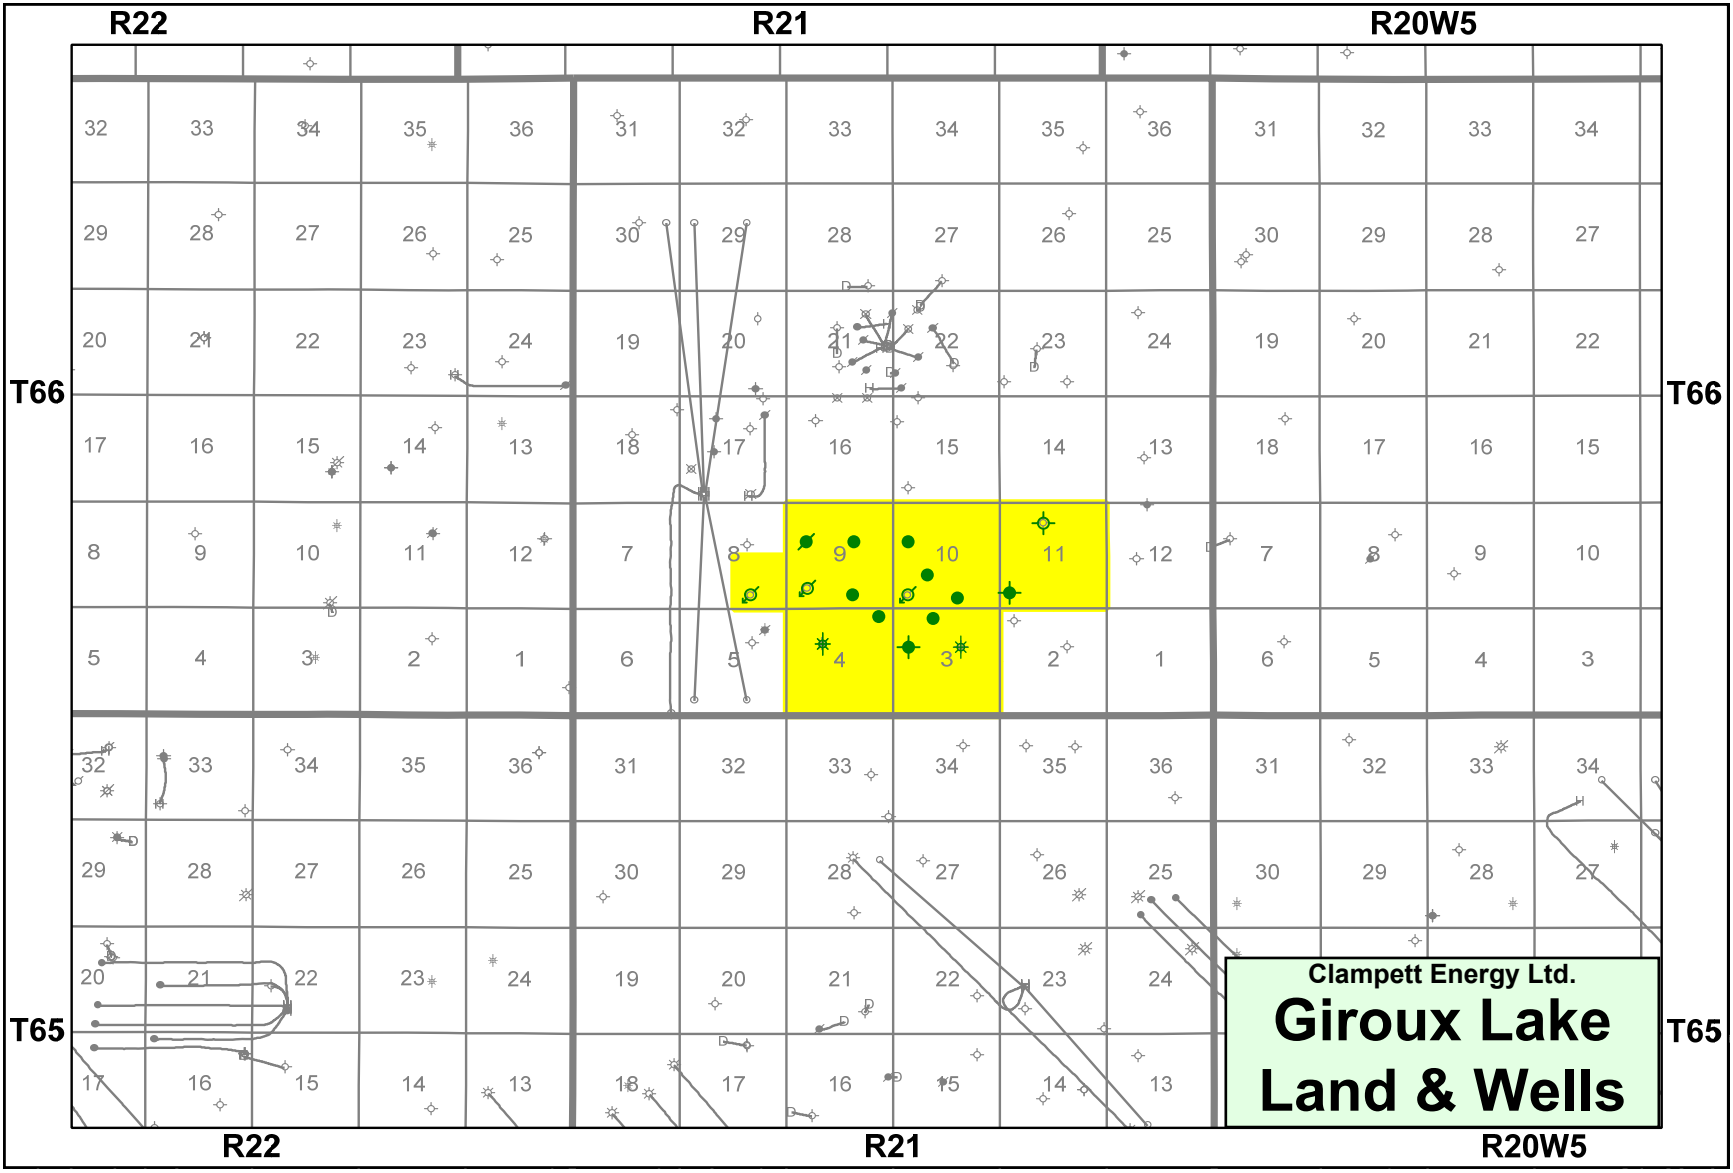 R22 R21 R20W5
32 33 34 35 36 31 32 33 34 35 36 31 32 33 34
29 28 27 26 25 30 29 28 27 26 25 30 29 28 27
20 21 22 23 24 19 20 21 22 23 24 19 20 21 22
T66 T66
17 16 15 14 13 18 17 16 15 14 13 18 17 16 15
8 9 10 11 12 7 8 9 10 11 12 7 8 9 10
5 4 3 2 1 6 5 4 3 2 1 6 5 4 3
32 33 34 35 36 31 32 33 34 35 36 31 32 33 34
29 28 27 26 25 30 29 28 27 26 25 30 29 28 27
20 21 22 23 24 19 20 21 22 23 24
T65 T65
17 16 15 14 13 18 17 16 15 14 13
Clampett Energy Ltd.
Giroux Lake
Land & Wells
R22 R21 R20W5